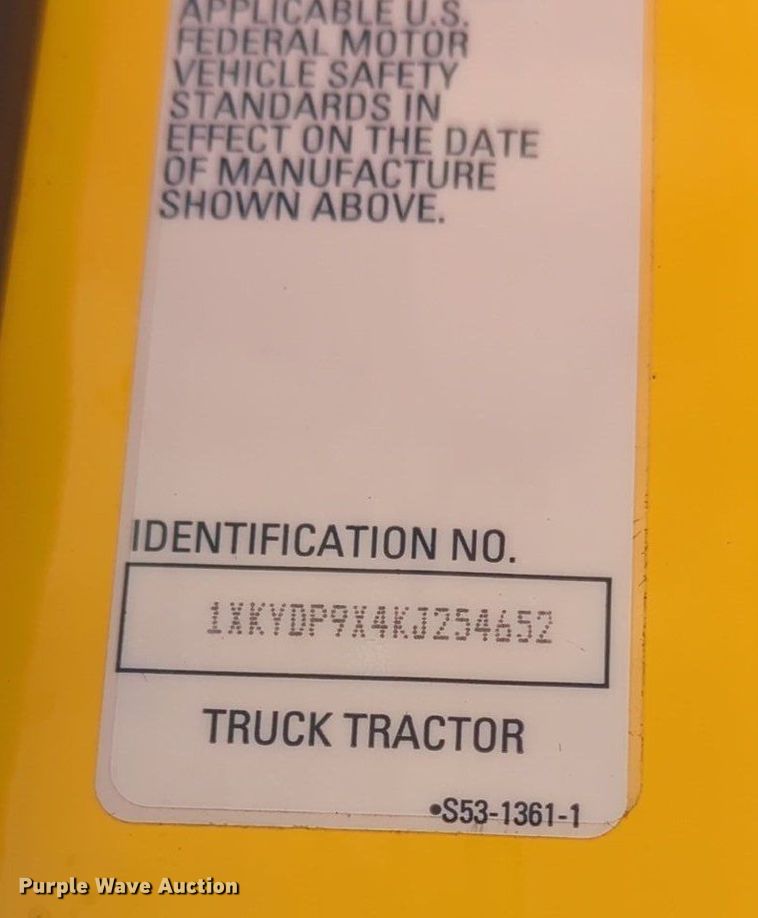 APPLICABLE U.S.
FEDERAL MOTOR
VEHICLE SAFETY
STANDARDS IN
EFFECT ON THE DATE
OF MANUFACTURE
SHOWN ABOVE.
IDENTIFICATION NO.
1XKYDP9X4KJ254652
TRUCK TRACTOR
•S53-1361-1
Purple Wave Auction